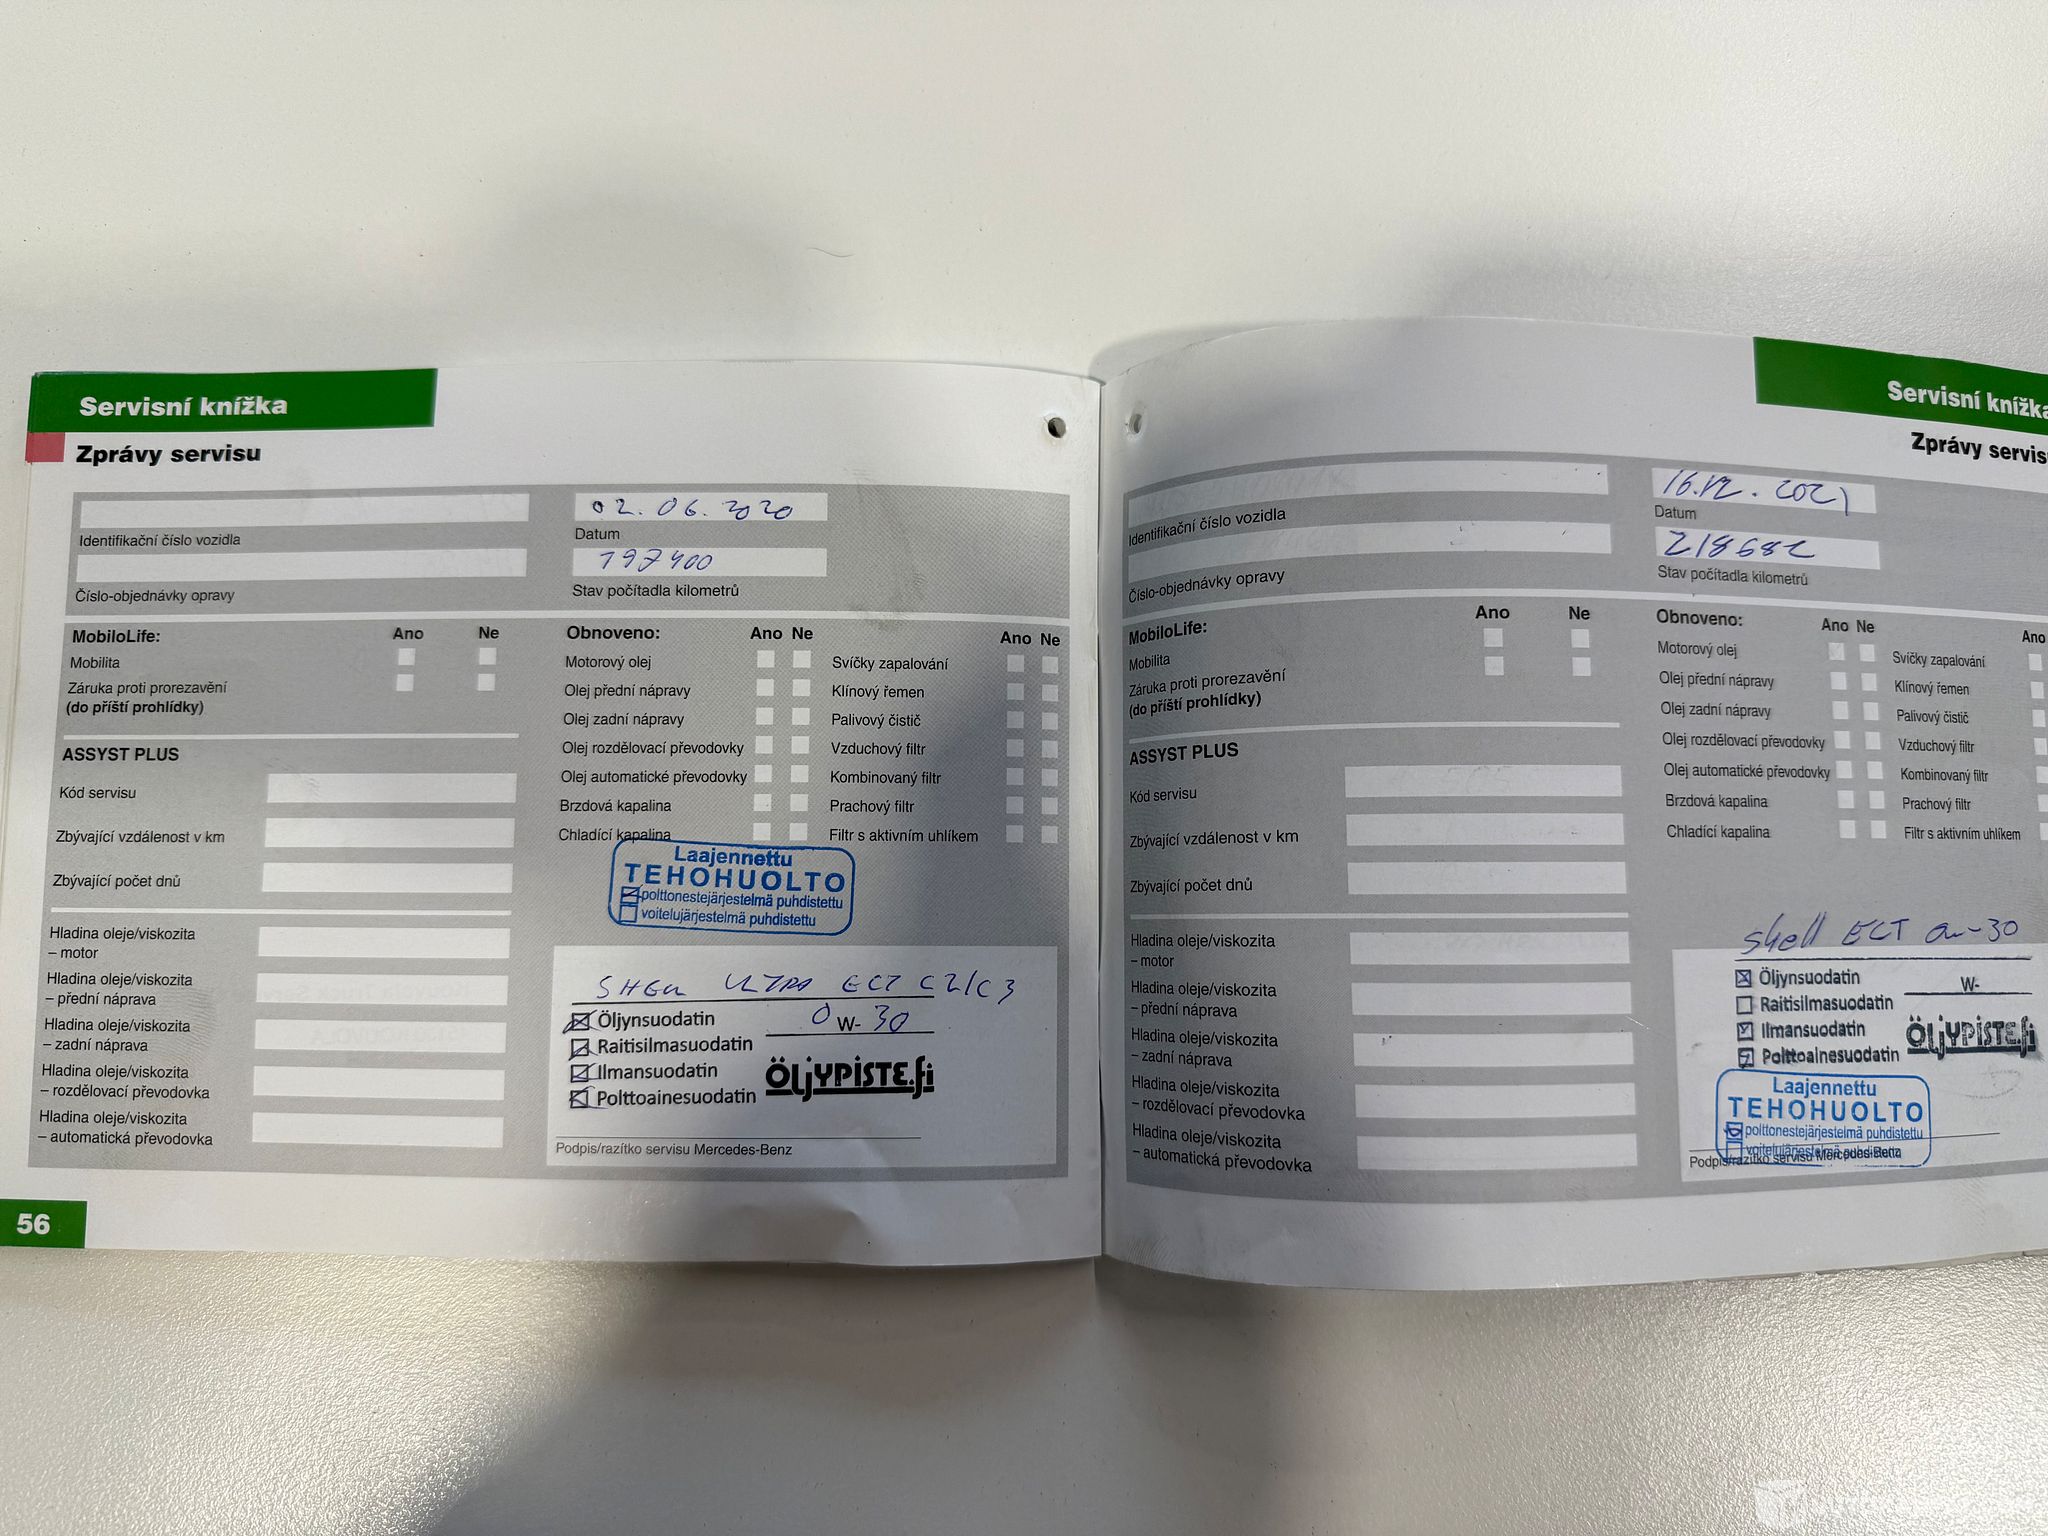 Servisní knížka
Zprávy servisu
02.06.2020
Identifikační číslo vozidla
Datum
197400
Číslo-objednávky opravy
Stav počítadla kilometrů
MobiloLife: Ano Ne
Mobilita
Záruka proti prorezavění
(do příští prohlídky)
ASSYST PLUS
Kód servisu
Zbývající vzdálenost v km
Zbývající počet dnů
Hladina oleje/viskozita
– motor
Hladina oleje/viskozita
– přední náprava
Hladina oleje/viskozita
– zadní náprava
Hladina oleje/viskozita
– rozdělovací převodovka
Hladina oleje/viskozita
– automatická převodovka
Obnoveno: Ano Ne Ano Ne
Motorový olej Svíčky zapalování
Olej přední nápravy Klínový řemen
Olej zadní nápravy Palivový čistič
Olej rozdělovací převodovky Vzduchový filtr
Olej automatické převodovky Kombinovaný filtr
Brzdová kapalina Prachový filtr
Chladící kapalina Filtr s aktivním uhlíkem
Laajennettu
TEHOHUOLTO
polttonestejärjestelmä puhdistettu
voitelujärjestelmä puhdistettu
SHELL ULTRA ECT C2/C3
Öljynsuodatin 0 W- 30
Raitisilmasuodatin
Ilmansuodatin ÖLJYPISTE.fi
Polttoainesuodatin
Podpis/razítko servisu Mercedes-Benz
56
Servisní knížka
Zprávy servisu
16.12.2021
Identifikační číslo vozidla
Datum
218682
Číslo-objednávky opravy
Stav počítadla kilometrů
MobiloLife: Ano Ne
Mobilita
Záruka proti prorezavění
(do příští prohlídky)
ASSYST PLUS
Kód servisu
Zbývající vzdálenost v km
Zbývající počet dnů
Hladina oleje/viskozita
– motor
Hladina oleje/viskozita
– přední náprava
Hladina oleje/viskozita
– zadní náprava
Hladina oleje/viskozita
– rozdělovací převodovka
Hladina oleje/viskozita
– automatická převodovka
Obnoveno: Ano Ne Ano
Motorový olej Svíčky zapalování
Olej přední nápravy Klínový řemen
Olej zadní nápravy Palivový čistič
Olej rozdělovací převodovky Vzduchový filtr
Olej automatické převodovky Kombinovaný filtr
Brzdová kapalina Prachový filtr
Chladící kapalina Filtr s aktivním uhlíkem
Shell ECT 0w-30
Öljynsuodatin W-
Raitisilmasuodatin
Ilmansuodatin ÖLJYPISTE.fi
Polttoainesuodatin
Laajennettu
TEHOHUOLTO
polttonestejärjestelmä puhdistettu
voitelujärjestelmä puhdistettu
Podpis/razítko servisu Mercedes-Benz